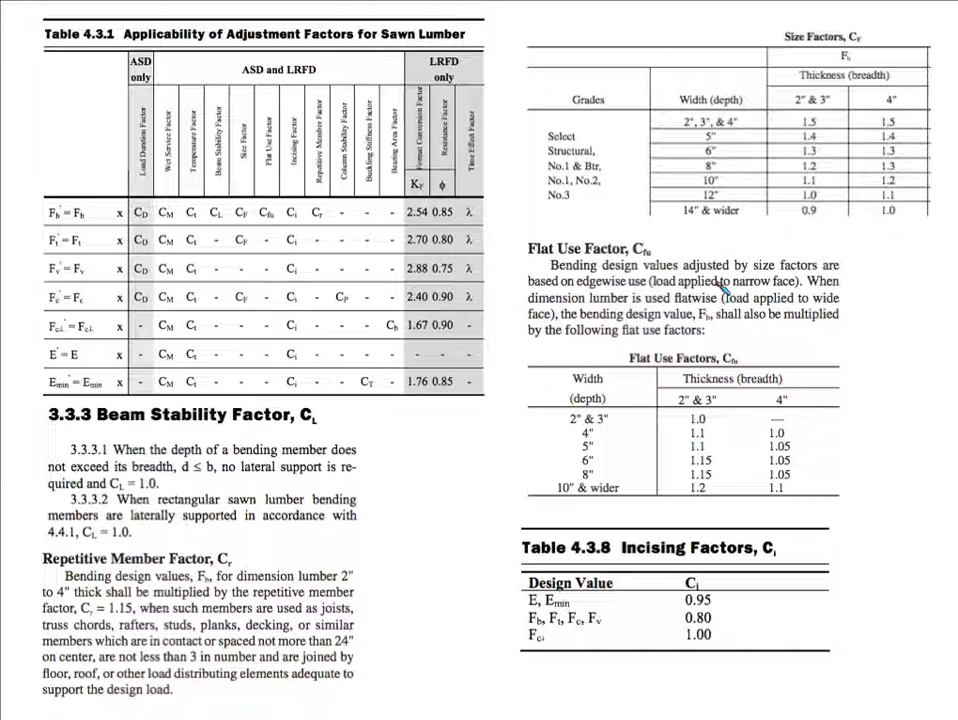 Table 4.3.1 Applicability of Adjustment Factors for Sawn Lumber
ASD only ASD and LRFD LRFD only
Load Duration Factor Wet Service Factor Temperature Factor Beam Stability Factor Size Factor Flat Use Factor Incising Factor Repetitive Member Factor Column Stability Factor Buckling Stiffness Factor Bearing Area Factor Format Conversion Factor Resistance Factor Time Effect Factor
K_F ϕ
F_b' = F_b x C_D C_M C_t C_L C_F C_fu C_i C_r - - - 2.54 0.85 λ
F_t' = F_t x C_D C_M C_t - C_F - C_i - - - - 2.70 0.80 λ
F_v' = F_v x C_D C_M C_t - - - C_i - - - - 2.88 0.75 λ
F_c' = F_c x C_D C_M C_t - C_F - C_i - C_P - - 2.40 0.90 λ
F_c⊥' = F_c⊥ x - C_M C_t - - - C_i - - - C_b 1.67 0.90 -
E' = E x - C_M C_t - - - C_i - - - - - - -
E_min' = E_min x - C_M C_t - - - C_i - - C_T - 1.76 0.85 -
3.3.3 Beam Stability Factor, C_L
3.3.3.1 When the depth of a bending member does
not exceed its breadth, d ≤ b, no lateral support is re-
quired and C_L = 1.0.
3.3.3.2 When rectangular sawn lumber bending
members are laterally supported in accordance with
4.4.1, C_L = 1.0.
Repetitive Member Factor, C_r
Bending design values, F_b, for dimension lumber 2"
to 4" thick shall be multiplied by the repetitive member
factor, C_r = 1.15, when such members are used as joists,
truss chords, rafters, studs, planks, decking, or similar
members which are in contact or spaced not more than 24"
on center, are not less than 3 in number and are joined by
floor, roof, or other load distributing elements adequate to
support the design load.
Size Factors, C_F
F_b
Thickness (breadth)
Grades Width (depth) 2" & 3" 4"
2", 3", & 4" 1.5 1.5
Select 5" 1.4 1.4
Structural, 6" 1.3 1.3
No.1 & Btr, 8" 1.2 1.3
No.1, No.2, 10" 1.1 1.2
No.3 12" 1.0 1.1
14" & wider 0.9 1.0
Flat Use Factor, C_fu
Bending design values adjusted by size factors are
based on edgewise use (load applied to narrow face). When
dimension lumber is used flatwise (load applied to wide
face), the bending design value, F_b, shall also be multiplied
by the following flat use factors:
Flat Use Factors, C_fu
Width Thickness (breadth)
(depth) 2" & 3" 4"
2" & 3" 1.0 —
4" 1.1 1.0
5" 1.1 1.05
6" 1.15 1.05
8" 1.15 1.05
10" & wider 1.2 1.1
Table 4.3.8 Incising Factors, C_i
Design Value C_i
E, E_min 0.95
F_b, F_t, F_c, F_v 0.80
F_c⊥ 1.00